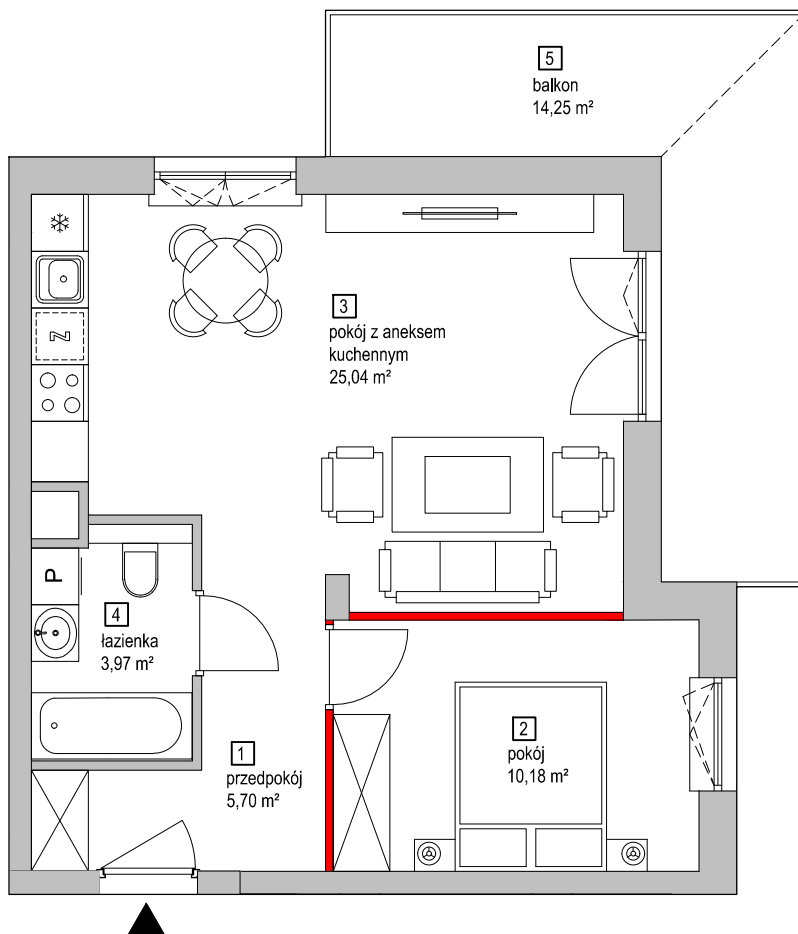 5
balkon
14,25 m²
3
pokój z aneksem
kuchennym
25,04 m²
Z
P
4
łazienka
3,97 m²
1
przedpokój
5,70 m²
2
pokój
10,18 m²